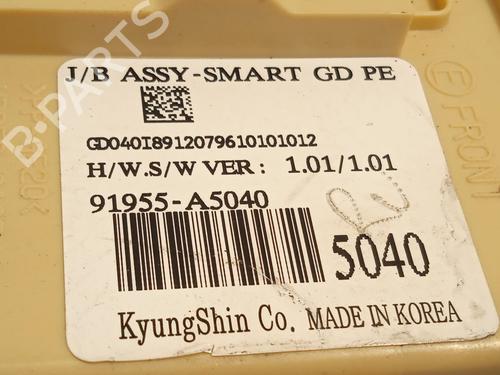 J/B ASSY-SMART GD PE
GD040I8912079610101012
H/W.S/W VER : 1.01/1.01
91955-A5040
5040
KyungShin Co. MADE IN KOREA
FRONT
B-Parts